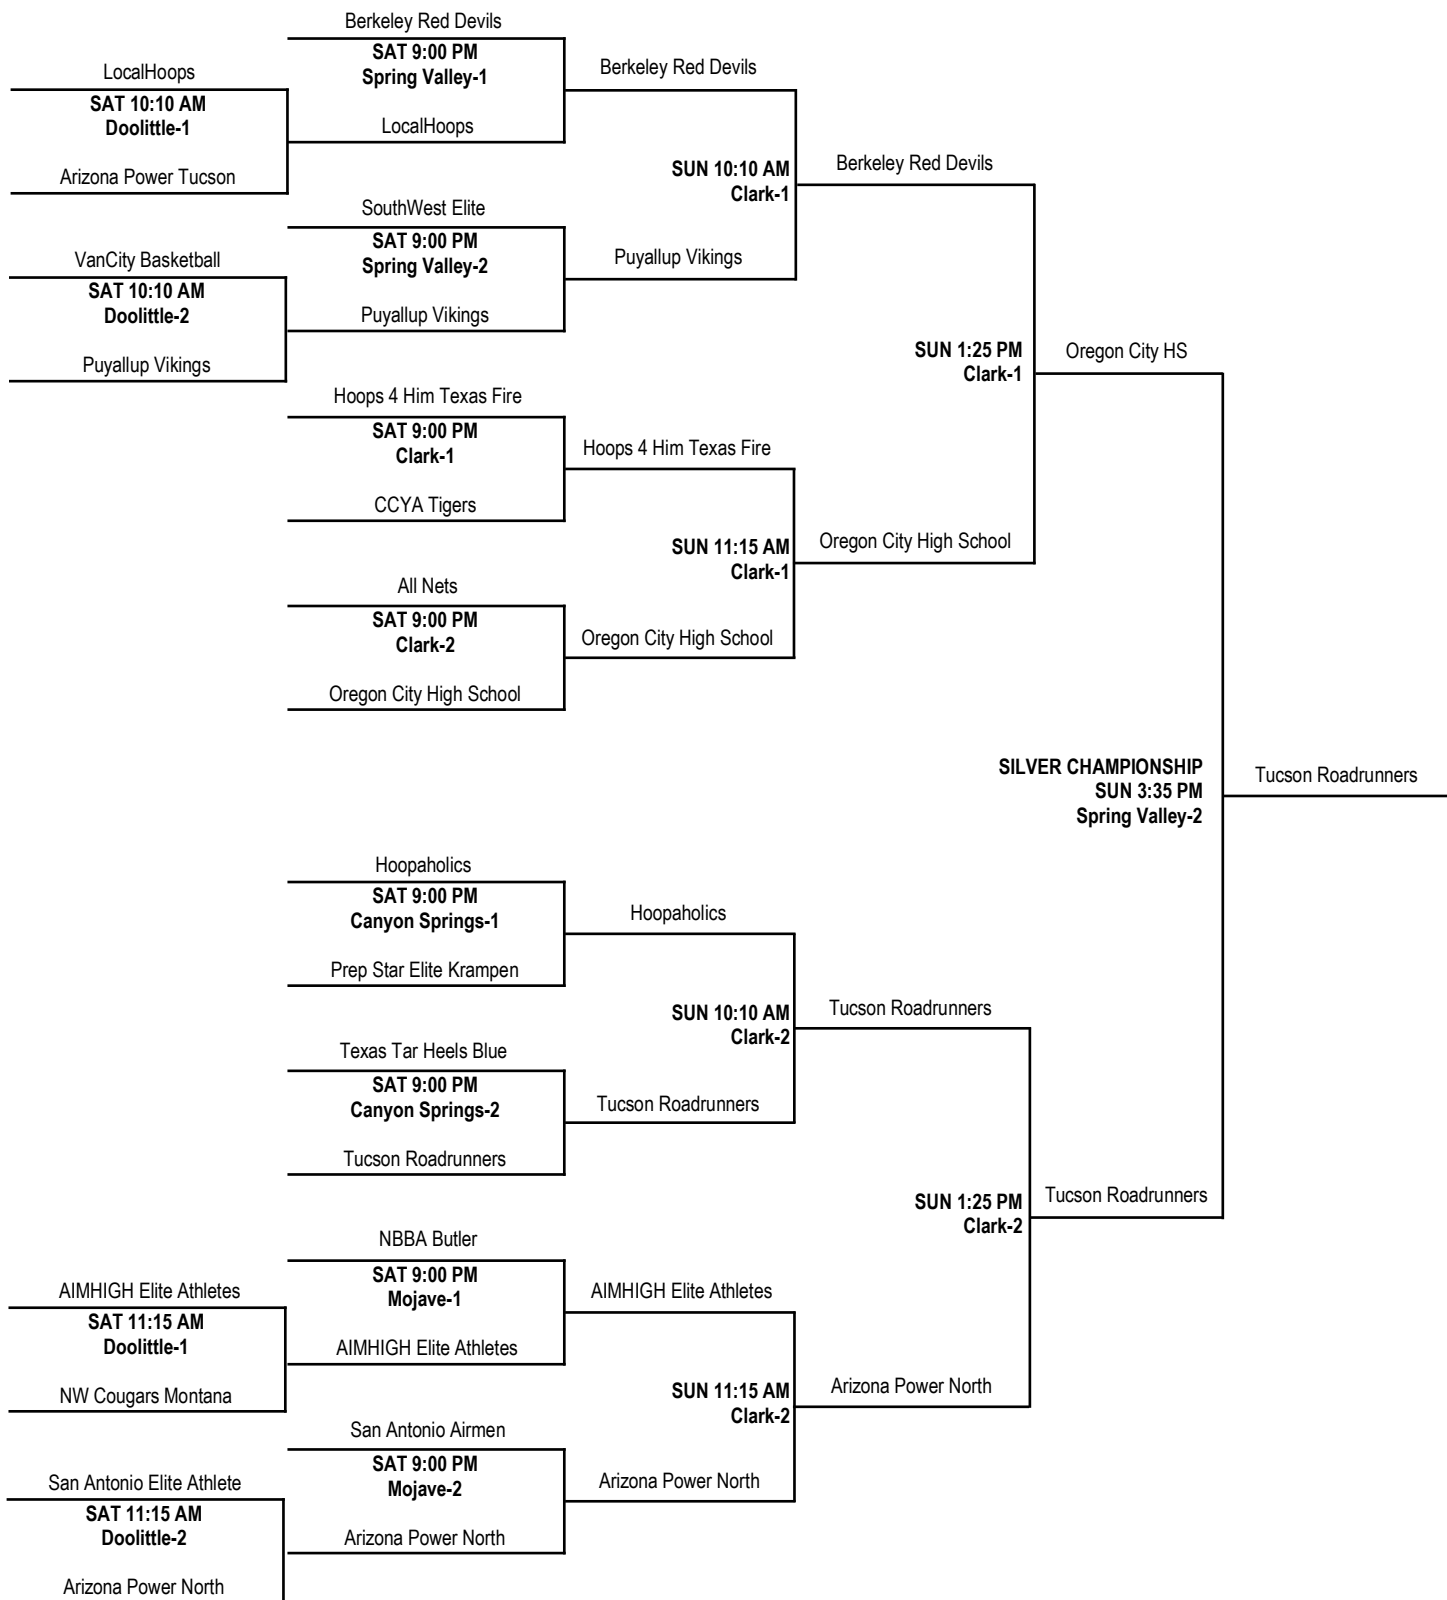 Berkeley Red Devils
SAT 9:00 PM
Spring Valley-1
LocalHoops
Berkeley Red Devils
LocalHoops
SAT 10:10 AM
Doolittle-1
Arizona Power Tucson
SUN 10:10 AM
Clark-1
Berkeley Red Devils
SouthWest Elite
SAT 9:00 PM
Spring Valley-2
Puyallup Vikings
Puyallup Vikings
VanCity Basketball
SAT 10:10 AM
Doolittle-2
Puyallup Vikings
SUN 1:25 PM
Clark-1
Oregon City HS
Hoops 4 Him Texas Fire
SAT 9:00 PM
Clark-1
CCYA Tigers
Hoops 4 Him Texas Fire
SUN 11:15 AM
Clark-1
Oregon City High School
All Nets
SAT 9:00 PM
Clark-2
Oregon City High School
Oregon City High School
SILVER CHAMPIONSHIP
SUN 3:35 PM
Spring Valley-2
Tucson Roadrunners
Hoopaholics
SAT 9:00 PM
Canyon Springs-1
Prep Star Elite Krampen
Hoopaholics
SUN 10:10 AM
Clark-2
Tucson Roadrunners
Texas Tar Heels Blue
SAT 9:00 PM
Canyon Springs-2
Tucson Roadrunners
Tucson Roadrunners
SUN 1:25 PM
Clark-2
Tucson Roadrunners
NBBA Butler
SAT 9:00 PM
Mojave-1
AIMHIGH Elite Athletes
AIMHIGH Elite Athletes
AIMHIGH Elite Athletes
SAT 11:15 AM
Doolittle-1
NW Cougars Montana
SUN 11:15 AM
Clark-2
Arizona Power North
San Antonio Airmen
SAT 9:00 PM
Mojave-2
Arizona Power North
Arizona Power North
San Antonio Elite Athlete
SAT 11:15 AM
Doolittle-2
Arizona Power North